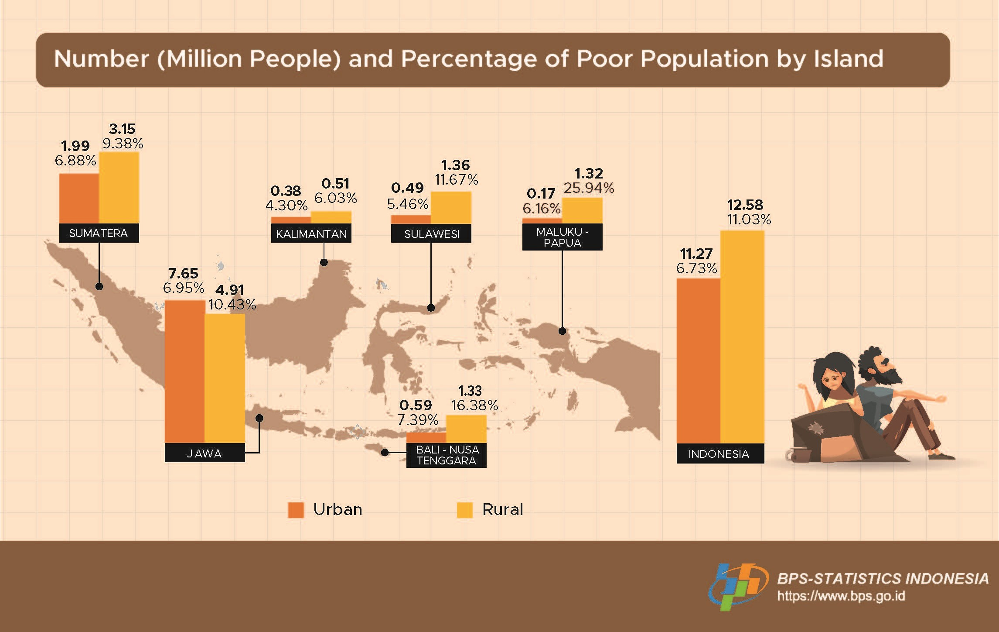 Number (Million People) and Percentage of Poor Population by Island
3.15
9.38%
1.99
6.88%
SUMATERA
0.38
4.30%
0.51
6.03%
KALIMANTAN
0.49
5.46%
1.36
11.67%
SULAWESI
0.17
6.16%
1.32
25.94%
MALUKU -
PAPUA
7.65
6.95%
4.91
10.43%
JAWA
0.59
7.39%
1.33
16.38%
BALI - NUSA
TENGGARA
11.27
6.73%
12.58
11.03%
INDONESIA
Urban
Rural
BPS-STATISTICS INDONESIA
https://www.bps.go.id